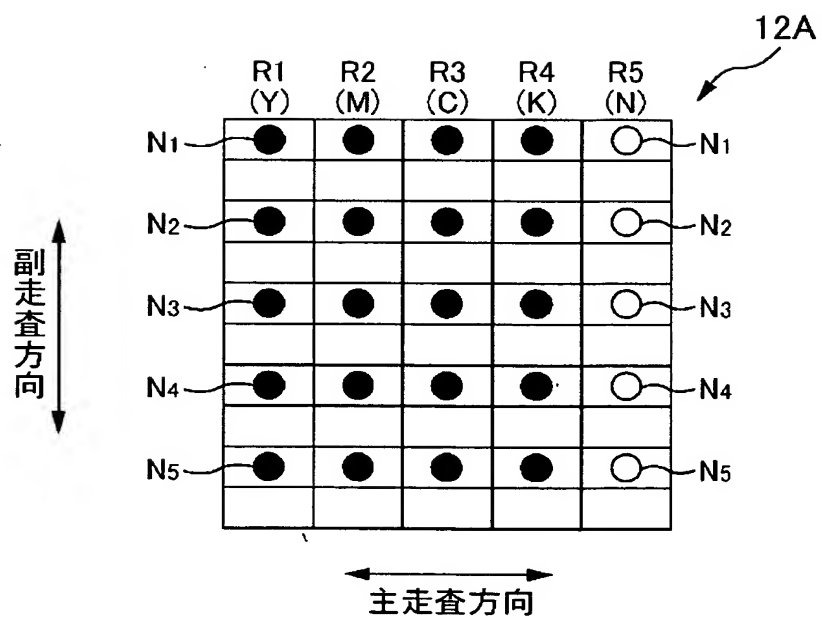 12A
R1 R2 R3 R4 R5
(Y) (M) (C) (K) (N)
N1 N1
N2 N2
N3 N3
N4 N4
N5 N5
副走査方向
主走査方向